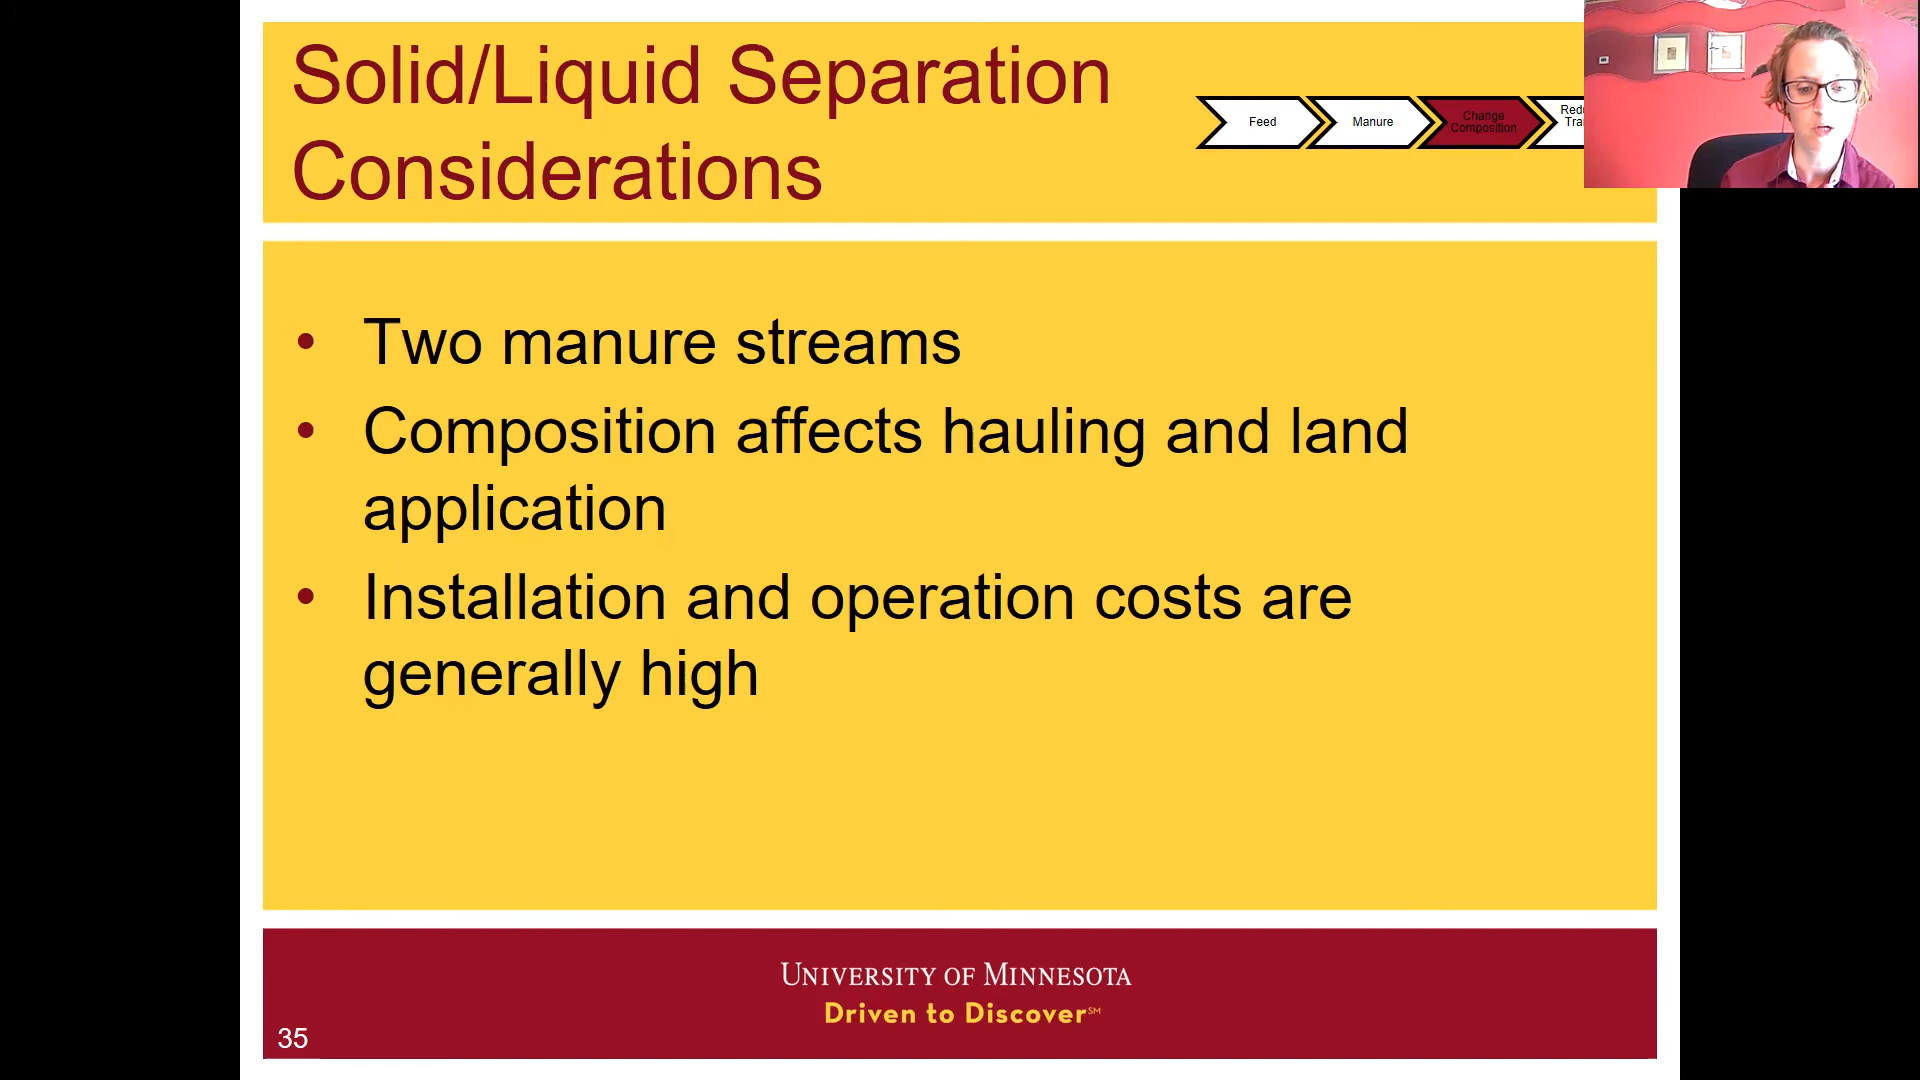 Solid/Liquid Separation
Considerations
Feed
Manure
Change
Composition
• Two manure streams
• Composition affects hauling and land
application
• Installation and operation costs are
generally high
UNIVERSITY OF MINNESOTA
Driven to Discover℠
35